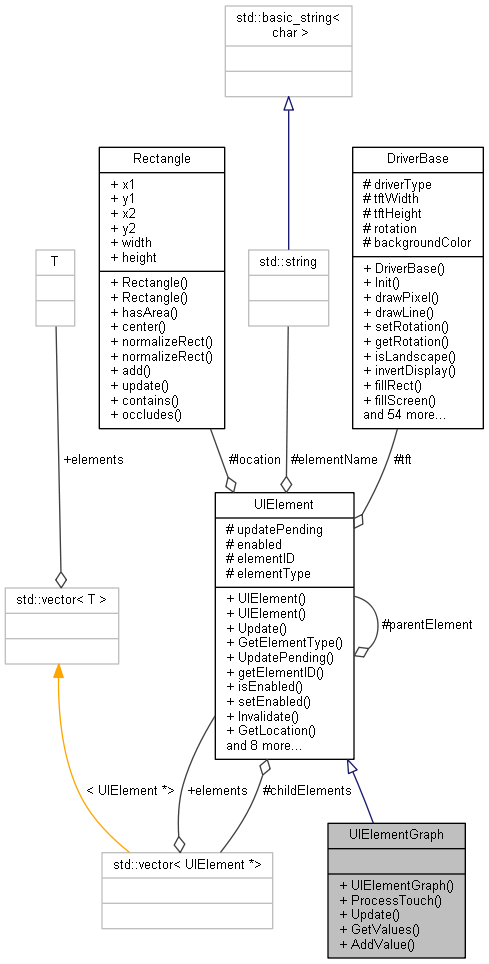 std::basic_string<
char >
Rectangle
+ x1
+ y1
+ x2
+ y2
+ width
+ height
+ Rectangle()
+ Rectangle()
+ hasArea()
+ center()
+ normalizeRect()
+ normalizeRect()
+ add()
+ update()
+ contains()
+ occludes()
DriverBase
# driverType
# tftWidth
# tftHeight
# rotation
# backgroundColor
+ DriverBase()
+ Init()
+ drawPixel()
+ drawLine()
+ setRotation()
+ getRotation()
+ isLandscape()
+ invertDisplay()
+ fillRect()
+ fillScreen()
and 54 more...
T
std::string
+elements
#location
#elementName
#tft
UIElement
# updatePending
# enabled
# elementID
# elementType
+ UIElement()
+ UIElement()
+ Update()
+ GetElementType()
+ UpdatePending()
+ getElementID()
+ isEnabled()
+ setEnabled()
+ Invalidate()
+ GetLocation()
and 8 more...
std::vector< T >
#parentElement
< UIElement *>
+elements
#childElements
std::vector< UIElement *>
UIElementGraph
+ UIElementGraph()
+ ProcessTouch()
+ Update()
+ GetValues()
+ AddValue()